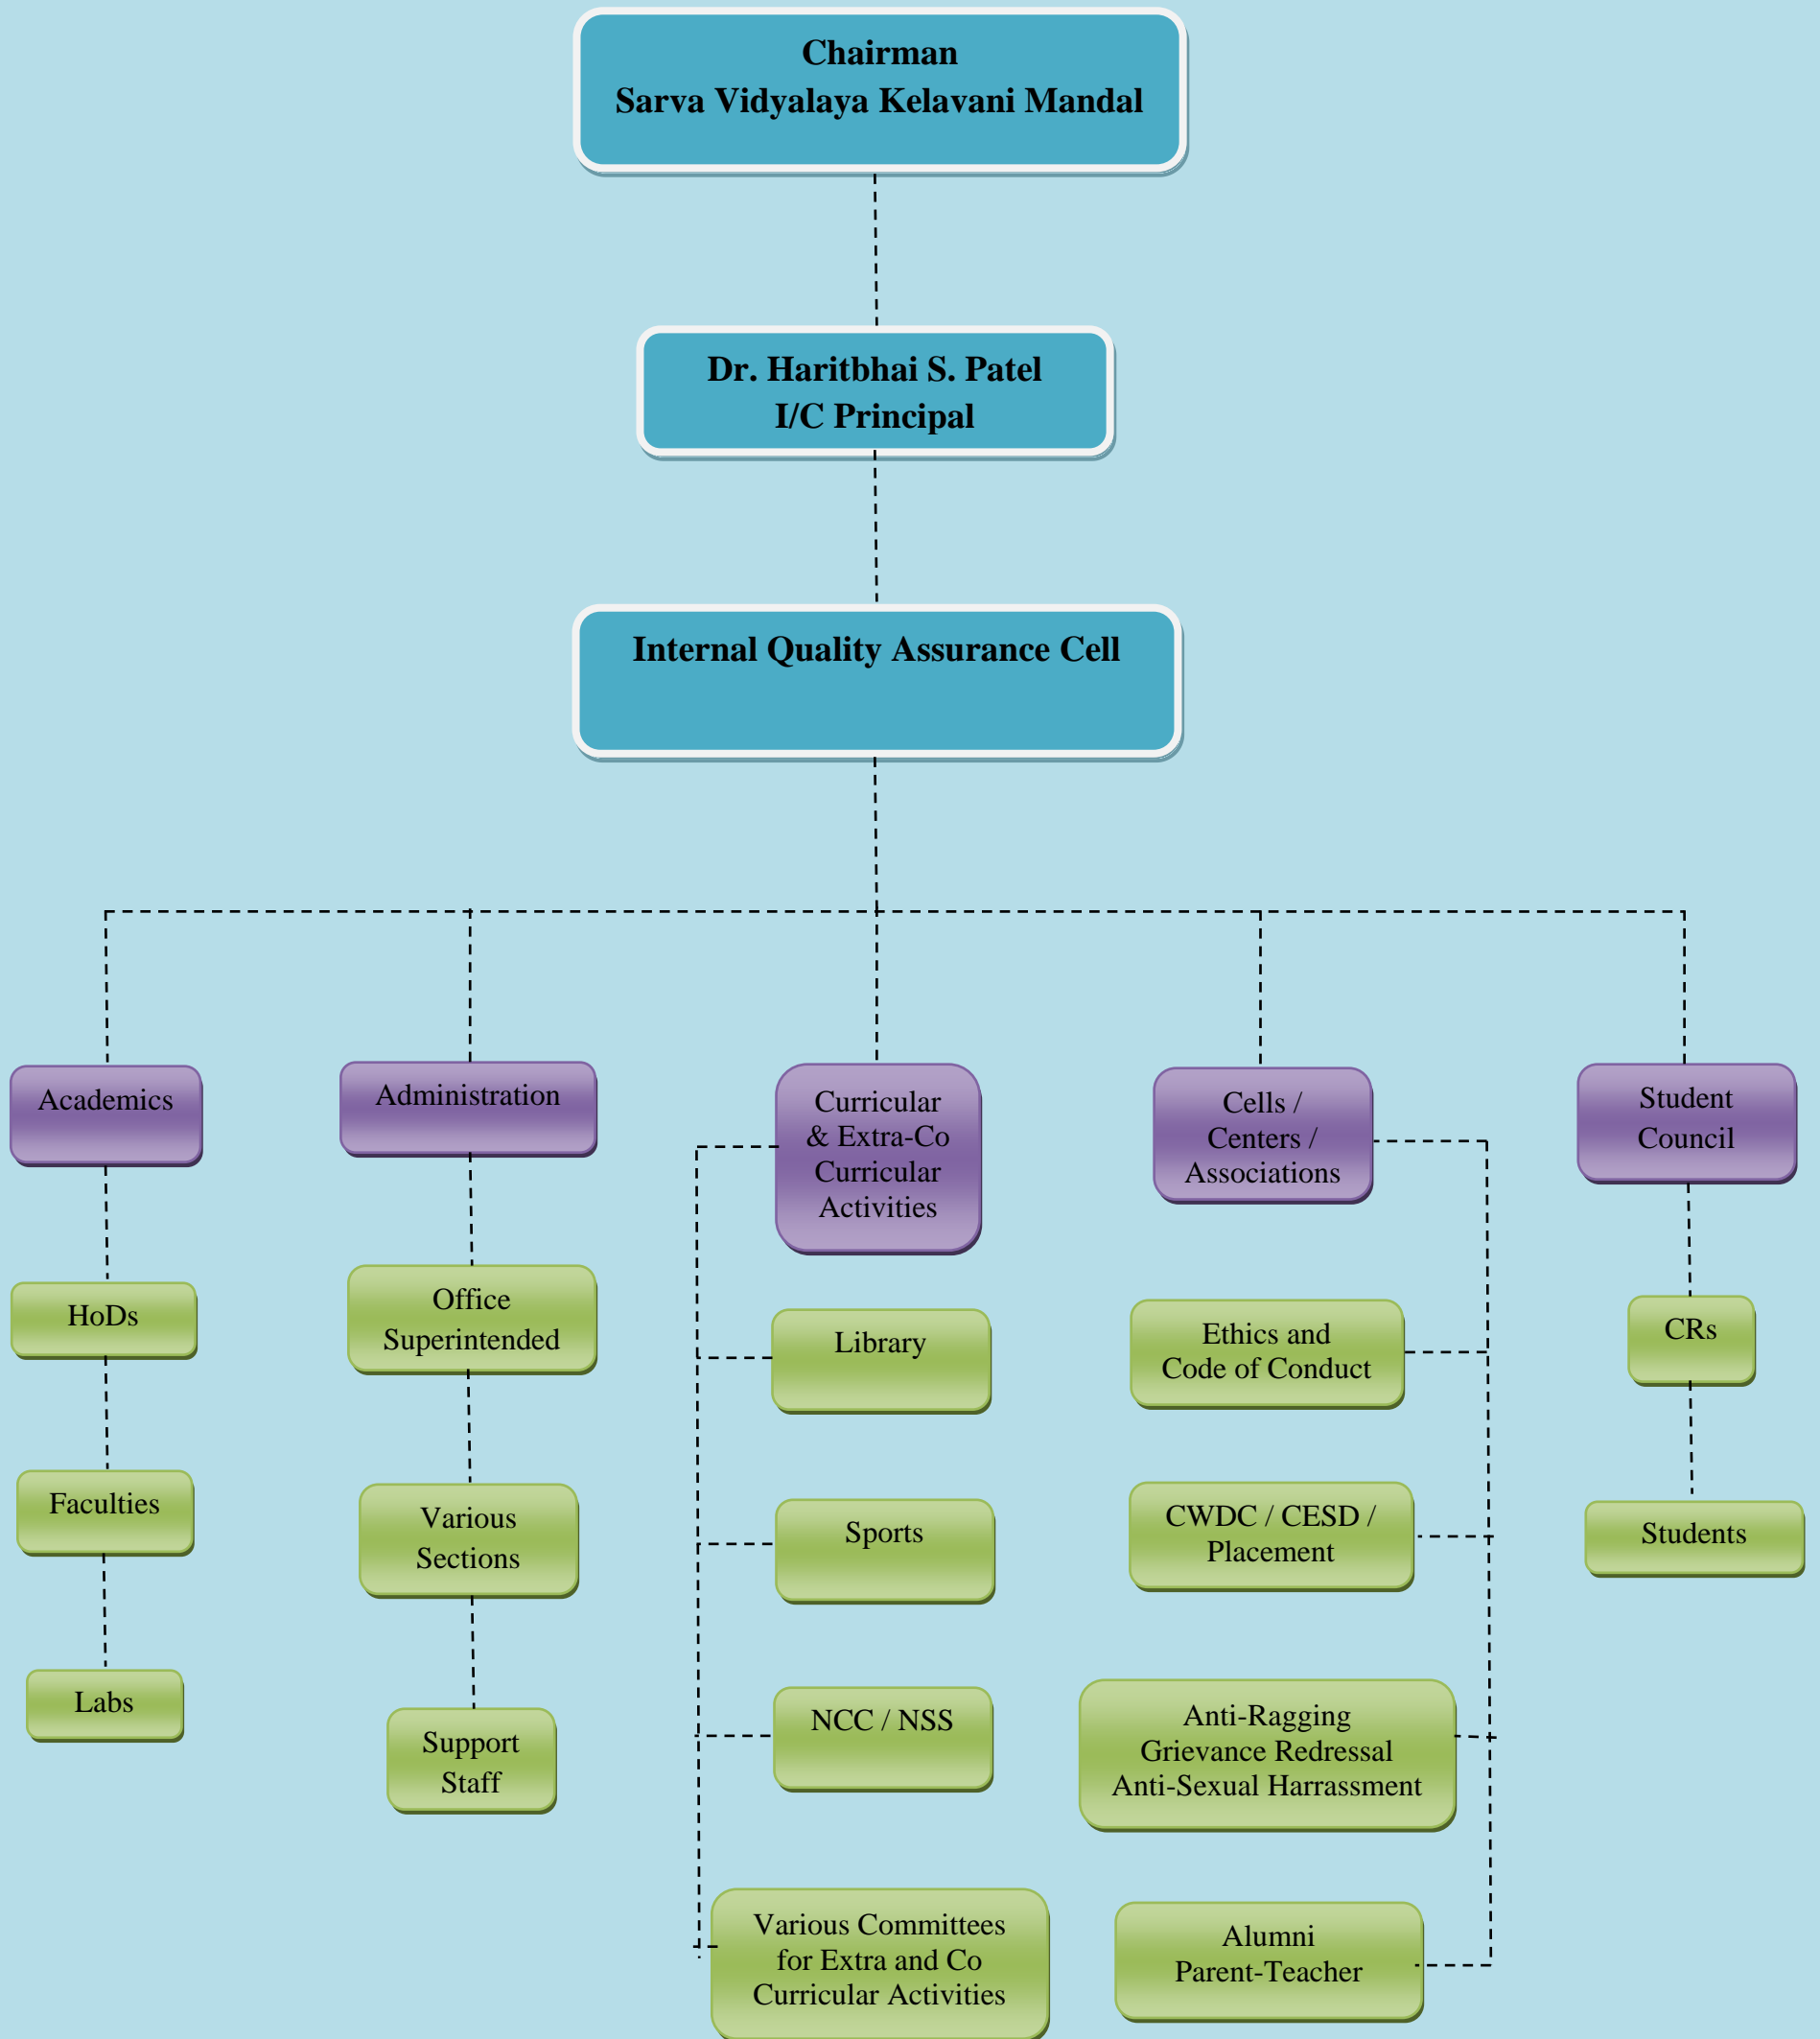 Chairman
Sarva Vidyalaya Kelavani Mandal
Dr. Haritbhai S. Patel
I/C Principal
Internal Quality Assurance Cell
Academics
HoDs
Faculties
Labs
Administration
Office
Superintended
Various
Sections
Support
Staff
Curricular
& Extra-Co
Curricular
Activities
Library
Sports
NCC / NSS
Various Committees
for Extra and Co
Curricular Activities
Cells /
Centers /
Associations
Ethics and
Code of Conduct
CWDC / CESD /
Placement
Anti-Ragging
Grievance Redressal
Anti-Sexual Harrassment
Alumni
Parent-Teacher
Student
Council
CRs
Students